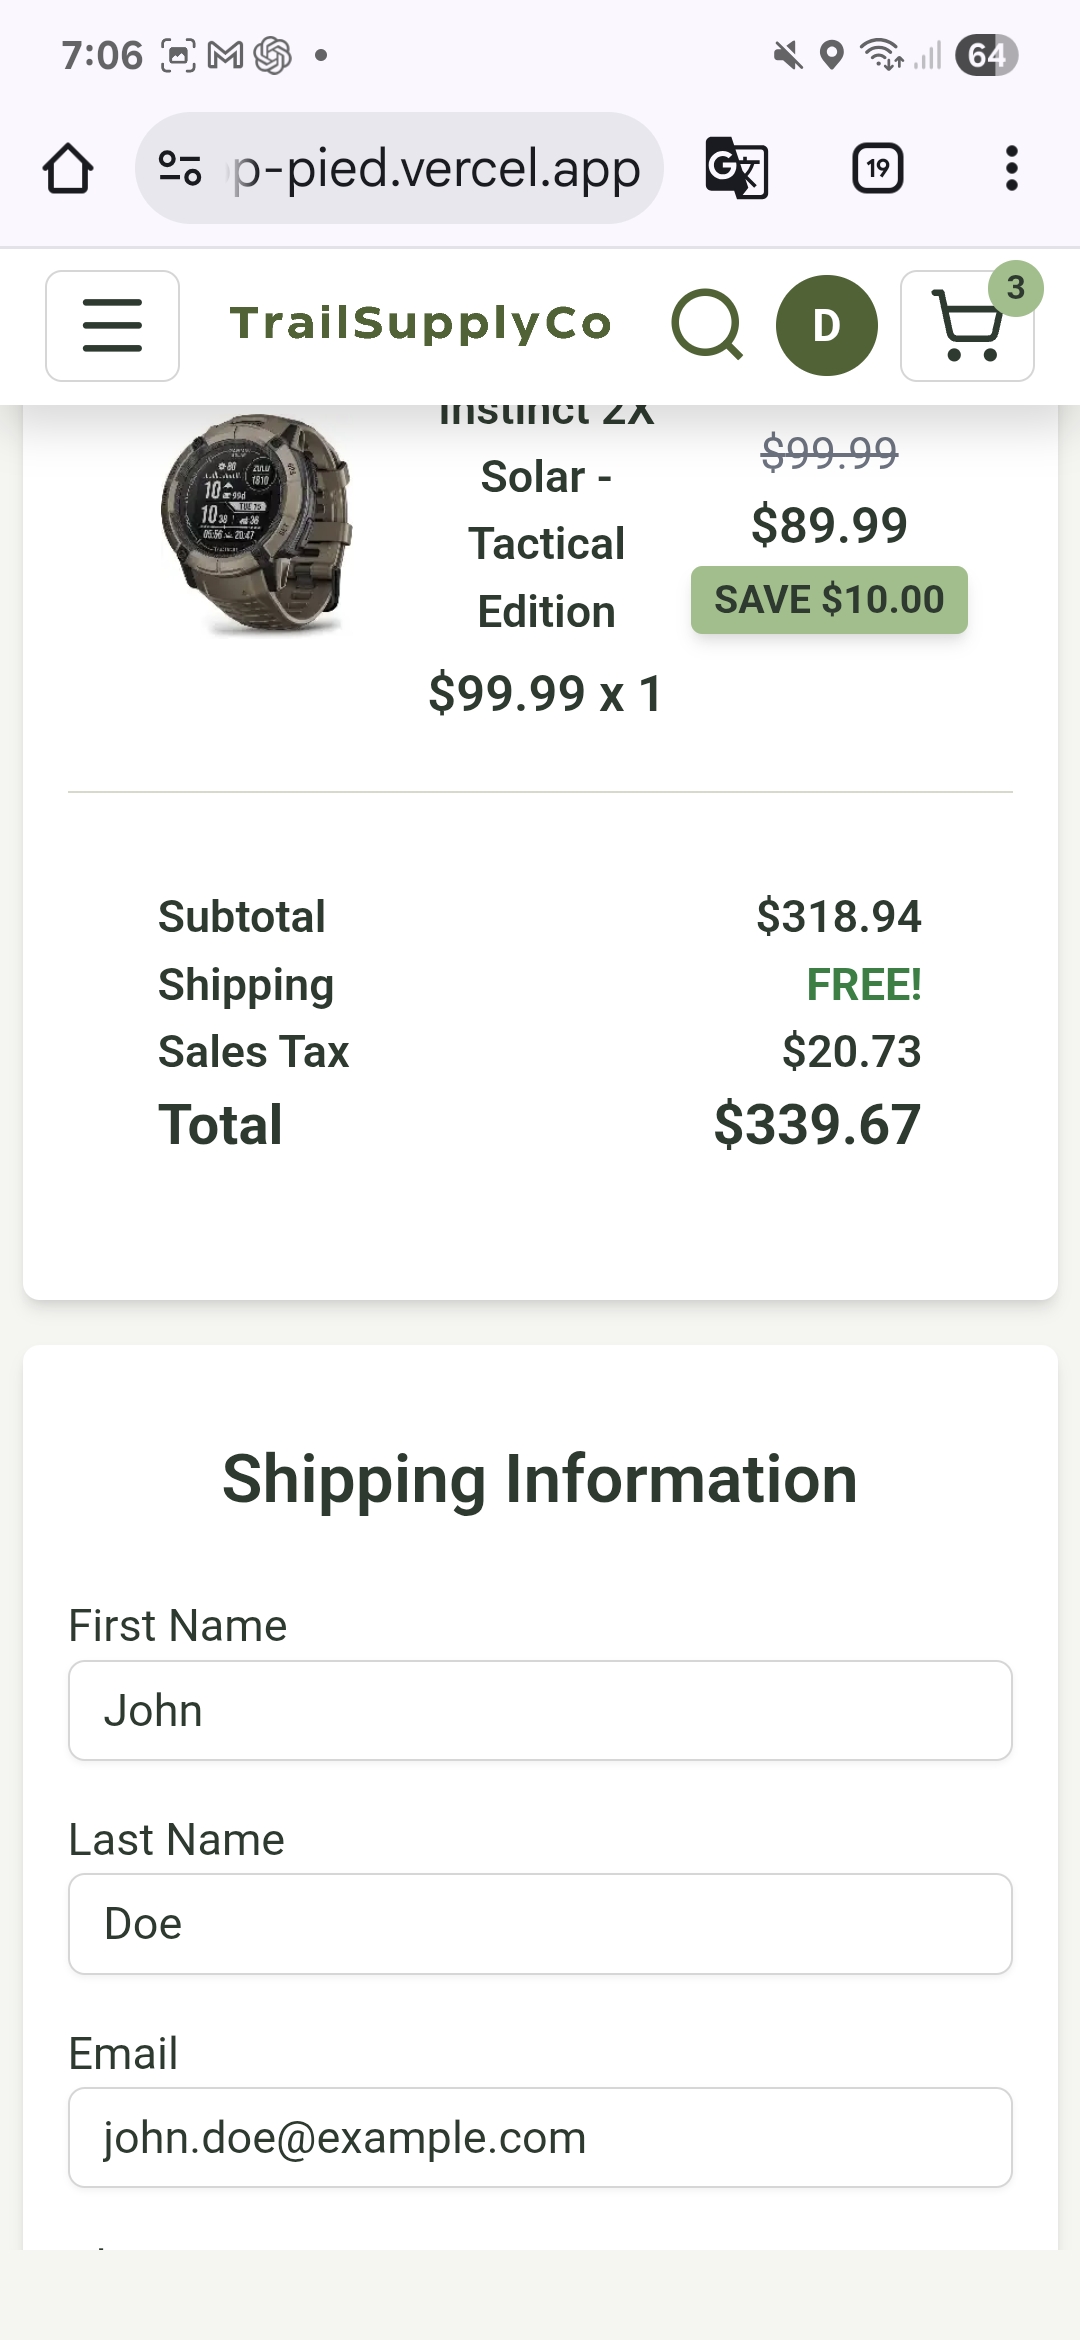 7:06
64
p-pied.vercel.app
19
TrailSupplyCo
D
3
Instinct 2X
Solar -
Tactical
Edition
$99.99 x 1
$99.99
$89.99
SAVE $10.00
Subtotal $318.94
Shipping FREE!
Sales Tax $20.73
Total $339.67
Shipping Information
First Name
John
Last Name
Doe
Email
john.doe@example.com